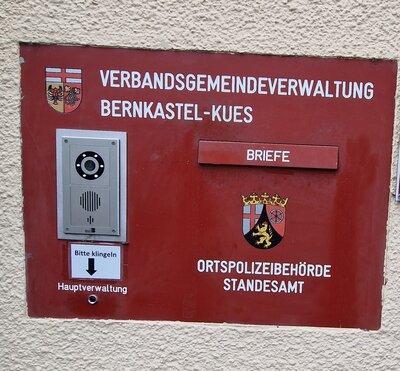 VERBANDSGEMEINDEVERWALTUNG
BERNKASTEL-KUES
BRIEFE
Bitte klingeln
Hauptverwaltung
ORTSPOLIZEIBEHÖRDE
STANDESAMT